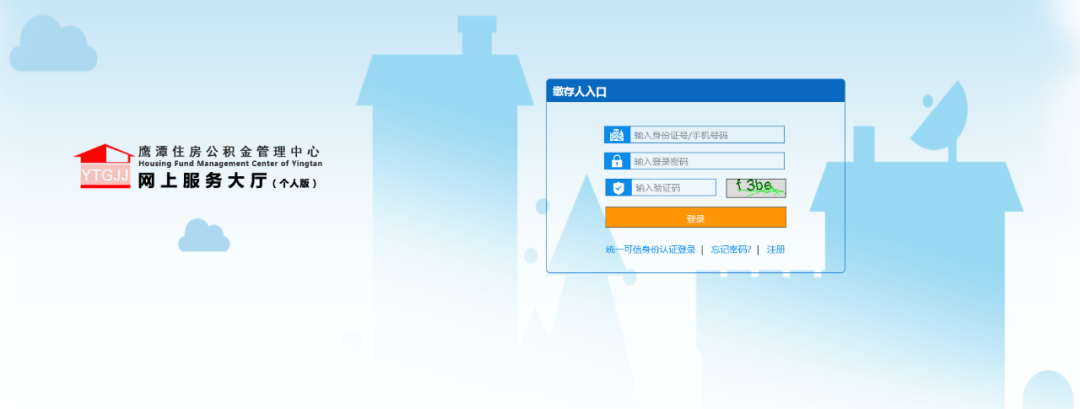 缴存人入口
鹰潭住房公积金管理中心
Housing Fund Management Center of Yingtan
YTGJJ
网上服务大厅(个人版)
输入身份证号/手机号码
输入登录密码
输入验证码
f3be
登录
统一可信身份认证登录 | 忘记密码? | 注册